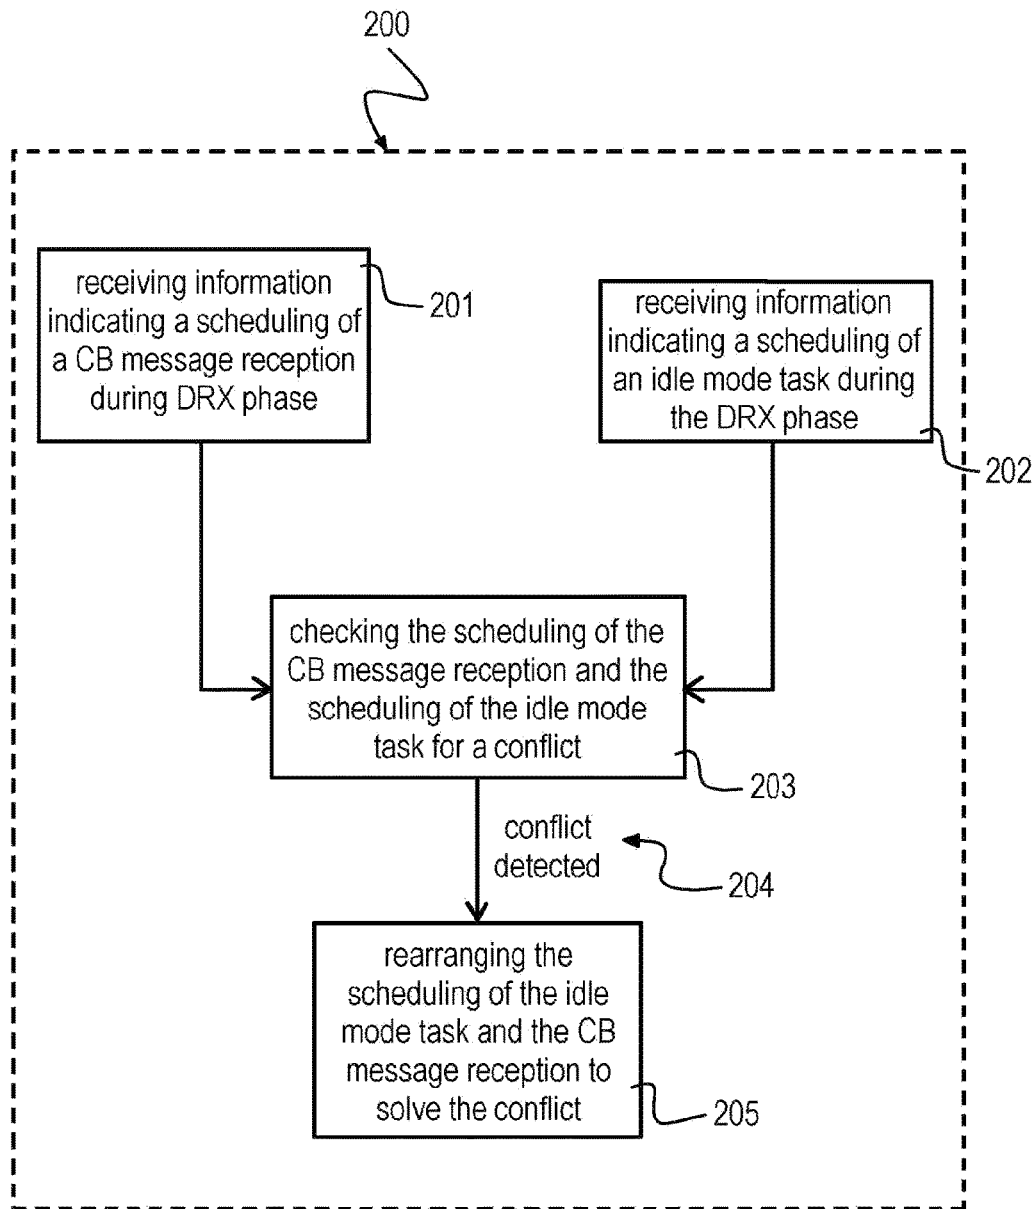 200
receiving information
indicating a scheduling of
a CB message reception
during DRX phase
201
receiving information
indicating a scheduling of
an idle mode task during
the DRX phase
202
checking the scheduling of the
CB message reception and the
scheduling of the idle mode
task for a conflict
203
conflict
detected
204
rearranging the
scheduling of the idle
mode task and the CB
message reception to
solve the conflict
205